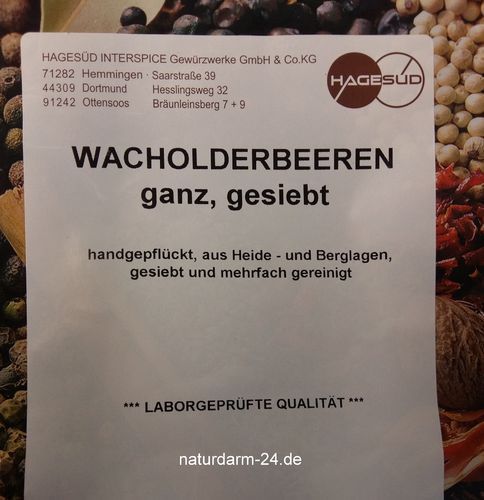 HAGESÜD INTERSPICE Gewürzwerke GmbH & Co.KG
71282 Hemmingen · Saarstraße 39
44309 Dortmund Hesslingsweg 32
91242 Ottensoos Bräunleinsberg 7 + 9
HAGESÜD
WACHOLDERBEEREN
ganz, gesiebt
handgepflückt, aus Heide - und Berglagen,
gesiebt und mehrfach gereinigt
*** LABORGEPRÜFTE QUALITÄT ***
naturdarm-24.de